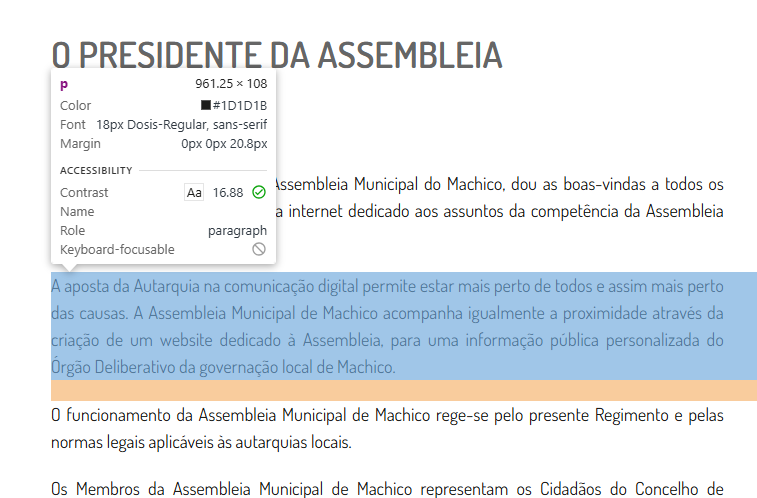 O PRESIDENTE DA ASSEMBLEIA
p 961.25 × 108
Color #1D1D1B
Font 18px Dosis-Regular, sans-serif
Margin 0px 0px 20.8px
ACCESSIBILITY
Contrast Aa 16.88
Name
Role paragraph
Keyboard-focusable
Assembleia Municipal do Machico, dou as boas-vindas a todos os
a internet dedicado aos assuntos da competência da Assembleia
A aposta da Autarquia na comunicação digital permite estar mais perto de todos e assim mais perto
das causas. A Assembleia Municipal de Machico acompanha igualmente a proximidade através da
criação de um website dedicado à Assembleia, para uma informação pública personalizada do
Órgão Deliberativo da governação local de Machico.
O funcionamento da Assembleia Municipal de Machico rege-se pelo presente Regimento e pelas
normas legais aplicáveis às autarquias locais.
Os Membros da Assembleia Municipal de Machico representam os Cidadãos do Concelho de